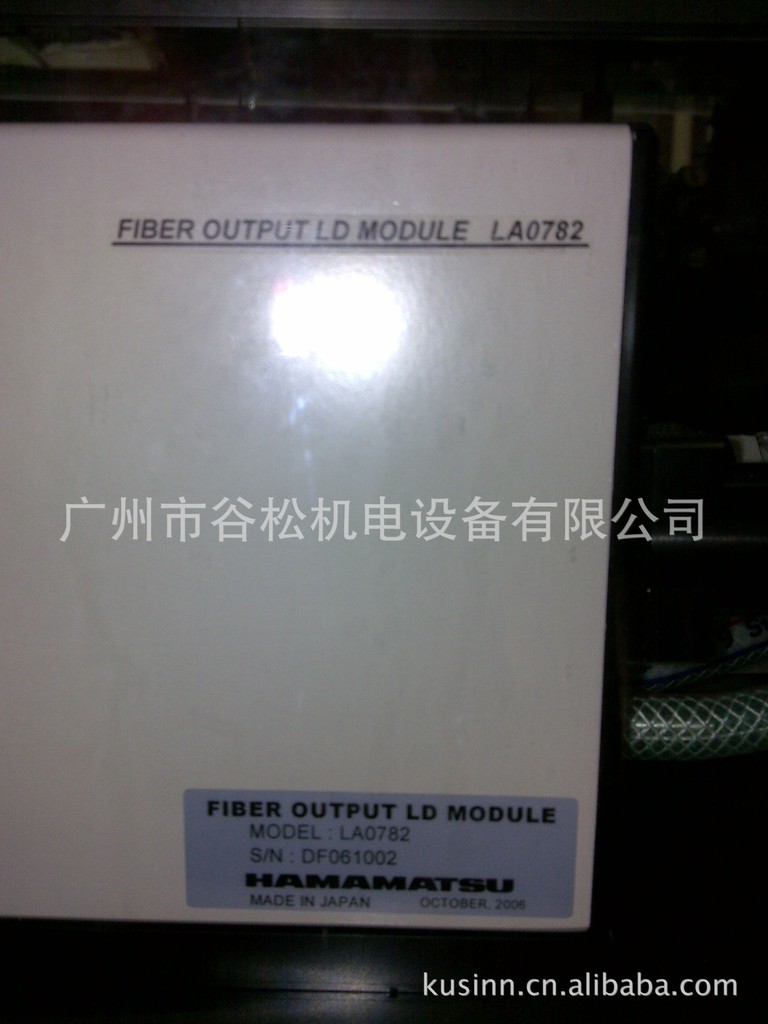 FIBER OUTPUT LD MODULE LA0782
广州市谷松机电设备有限公司
FIBER OUTPUT LD MODULE
MODEL : LA0782
S/N : DF061002
HAMAMATSU
MADE IN JAPAN OCTOBER, 2006
kusinn.cn.alibaba.com